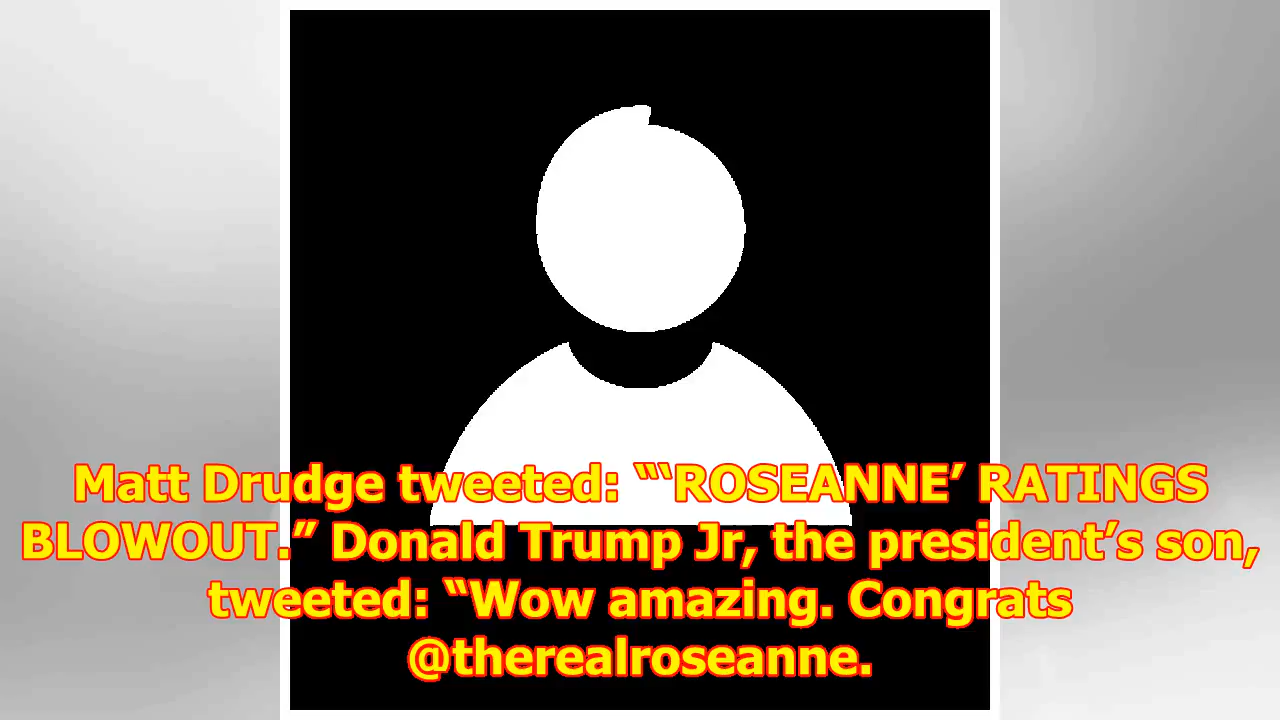 Matt Drudge tweeted: “‘ROSEANNE’ RATINGS
BLOWOUT.” Donald Trump Jr, the president’s son,
tweeted: “Wow amazing. Congrats
@therealroseanne.